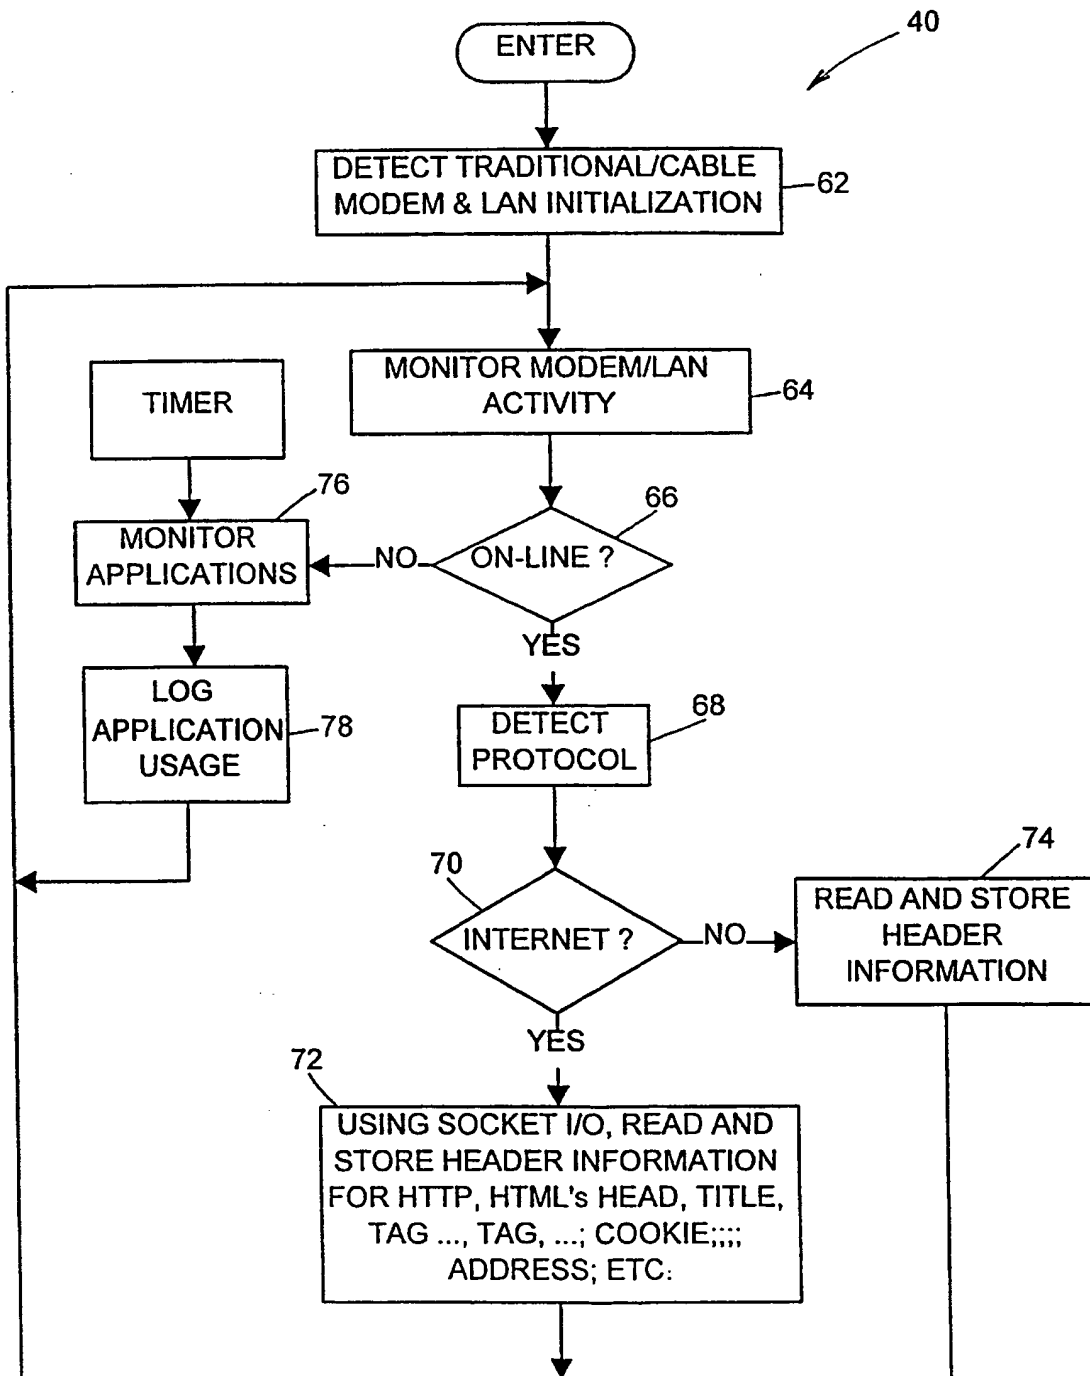 40
ENTER
DETECT TRADITIONAL/CABLE
MODEM & LAN INITIALIZATION
62
MONITOR MODEM/LAN
ACTIVITY
64
TIMER
76
MONITOR
APPLICATIONS
NO
ON-LINE ?
66
YES
LOG
APPLICATION
USAGE
78
DETECT
PROTOCOL
68
70
INTERNET ?
NO
74
READ AND STORE
HEADER
INFORMATION
YES
72
USING SOCKET I/O, READ AND
STORE HEADER INFORMATION
FOR HTTP, HTML's HEAD, TITLE,
TAG ..., TAG, ...; COOKIE;;;;
ADDRESS; ETC: